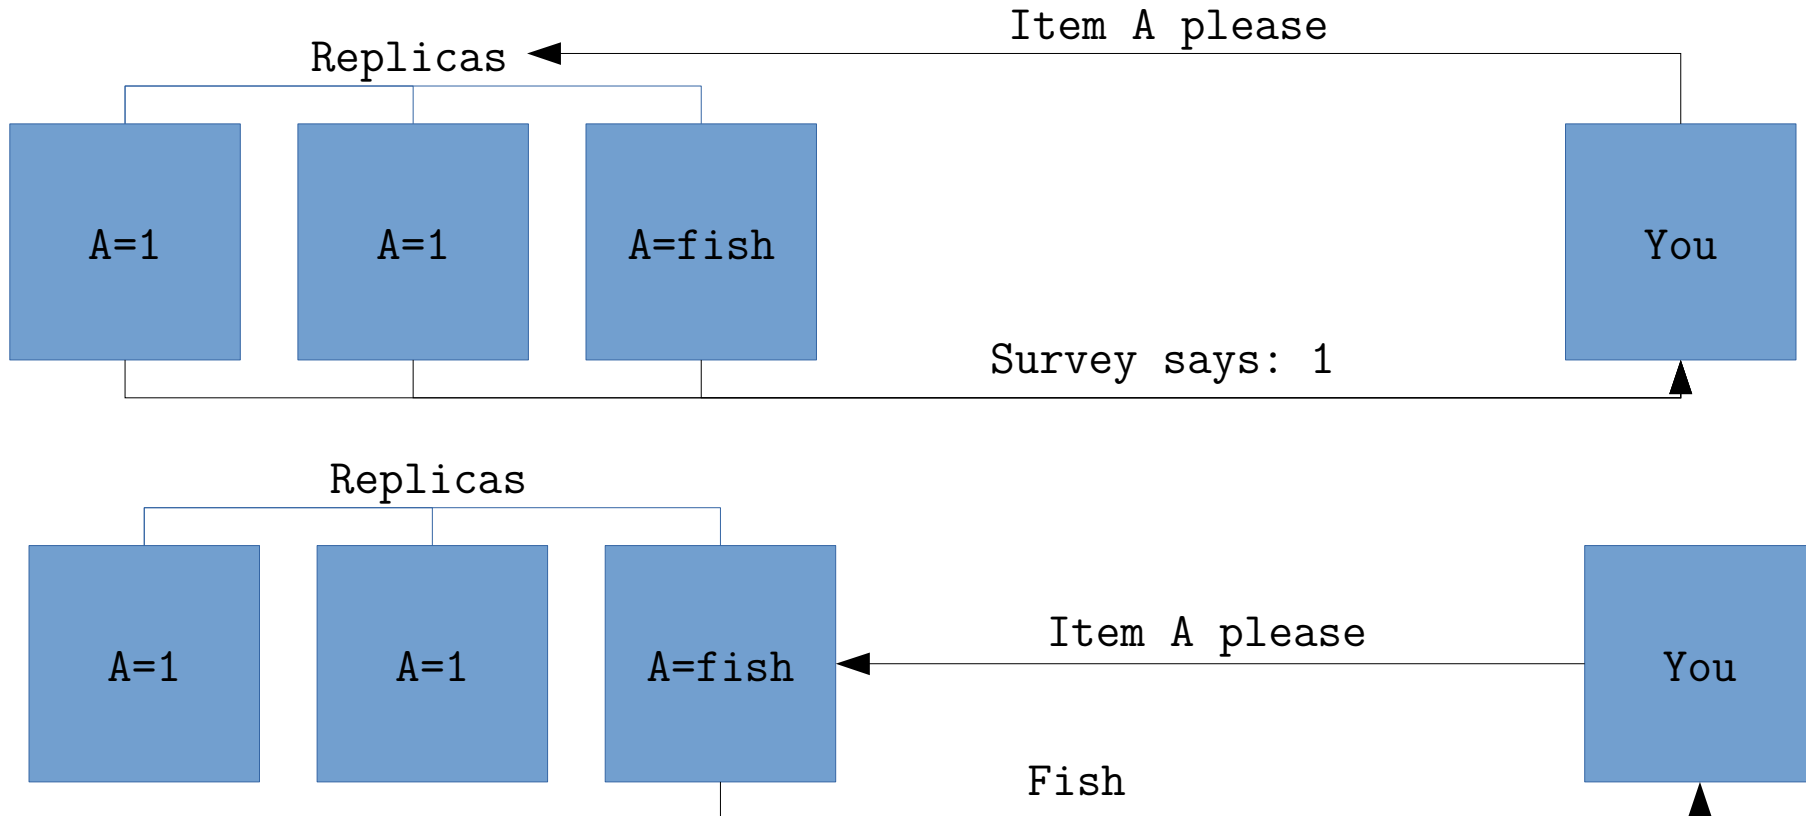 Item A please
Replicas
A=1
A=1
A=fish
You
Survey says: 1
Replicas
Item A please
A=1
A=1
A=fish
You
Fish